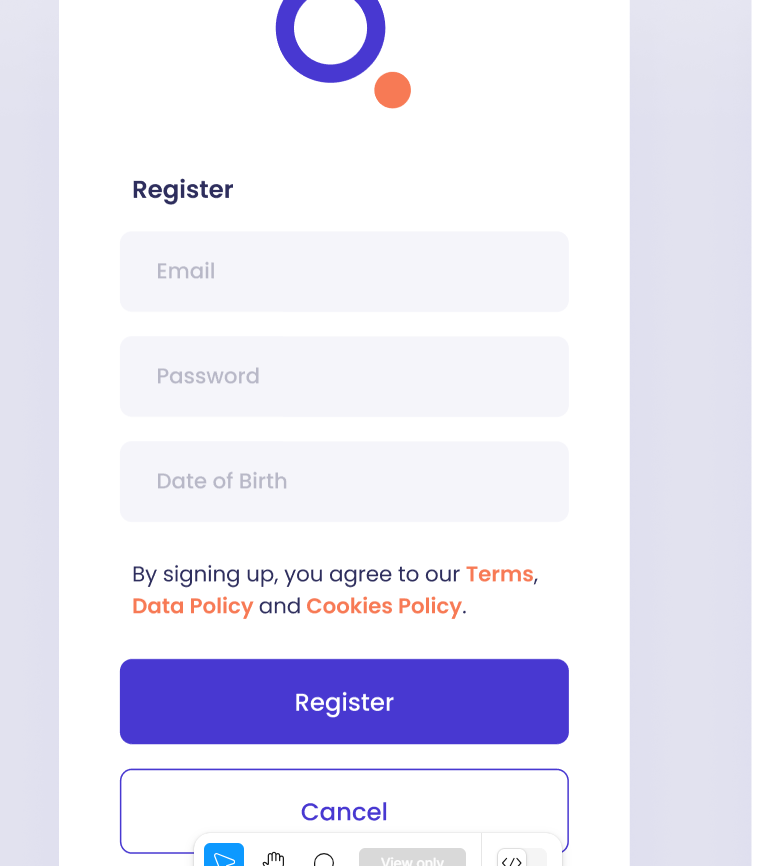 Register
Email
Password
Date of Birth
By signing up, you agree to our Terms,
Data Policy and Cookies Policy.
Register
Cancel
View only